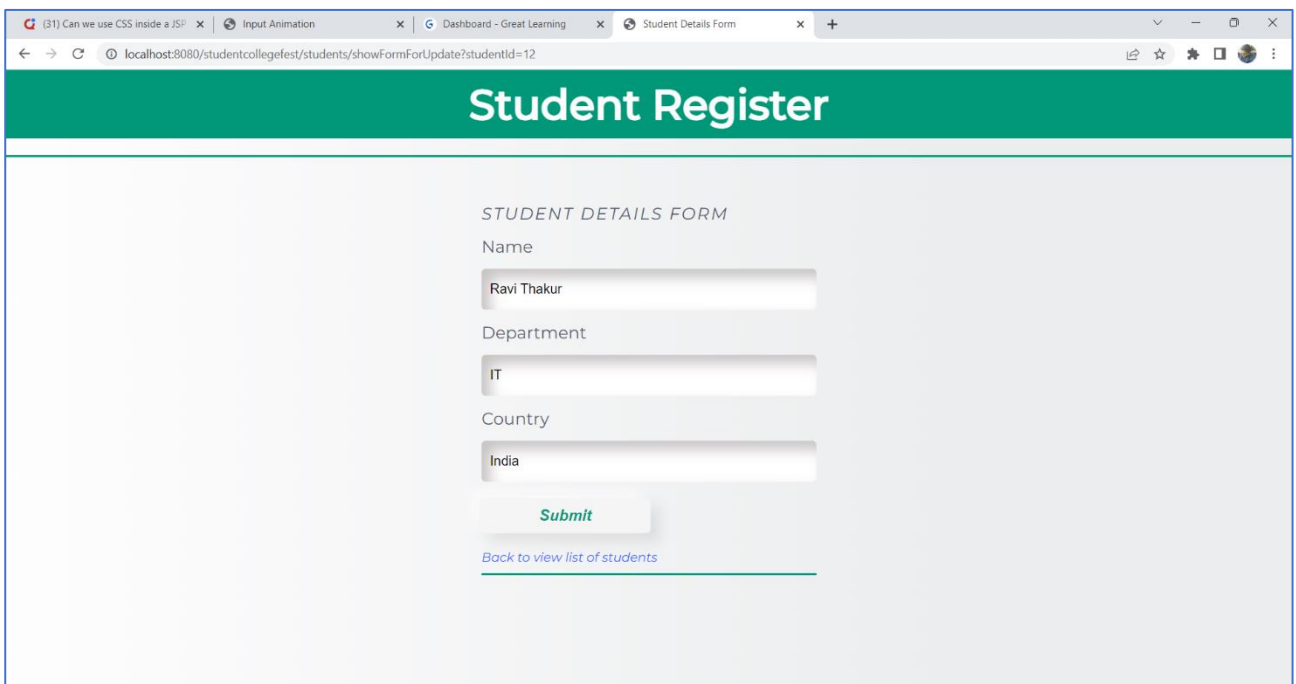 (31) Can we use CSS inside a JSP
Input Animation
Dashboard - Great Learning
Student Details Form
localhost:8080/studentcollegefest/students/showFormForUpdate?studentId=12
Student Register
STUDENT DETAILS FORM
Name
Ravi Thakur
Department
IT
Country
India
Submit
Back to view list of students